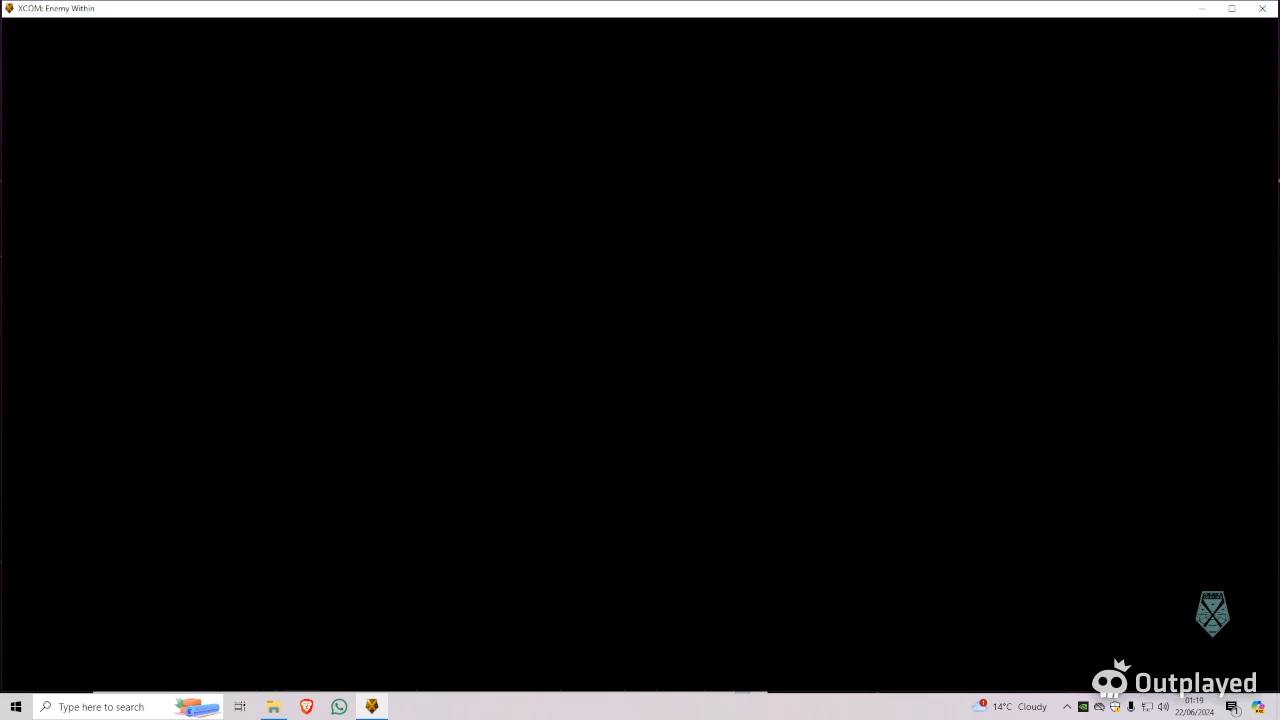 XCOM: Enemy Within
Outplayed
Type here to search
14°C Cloudy
01:19
22/06/2024